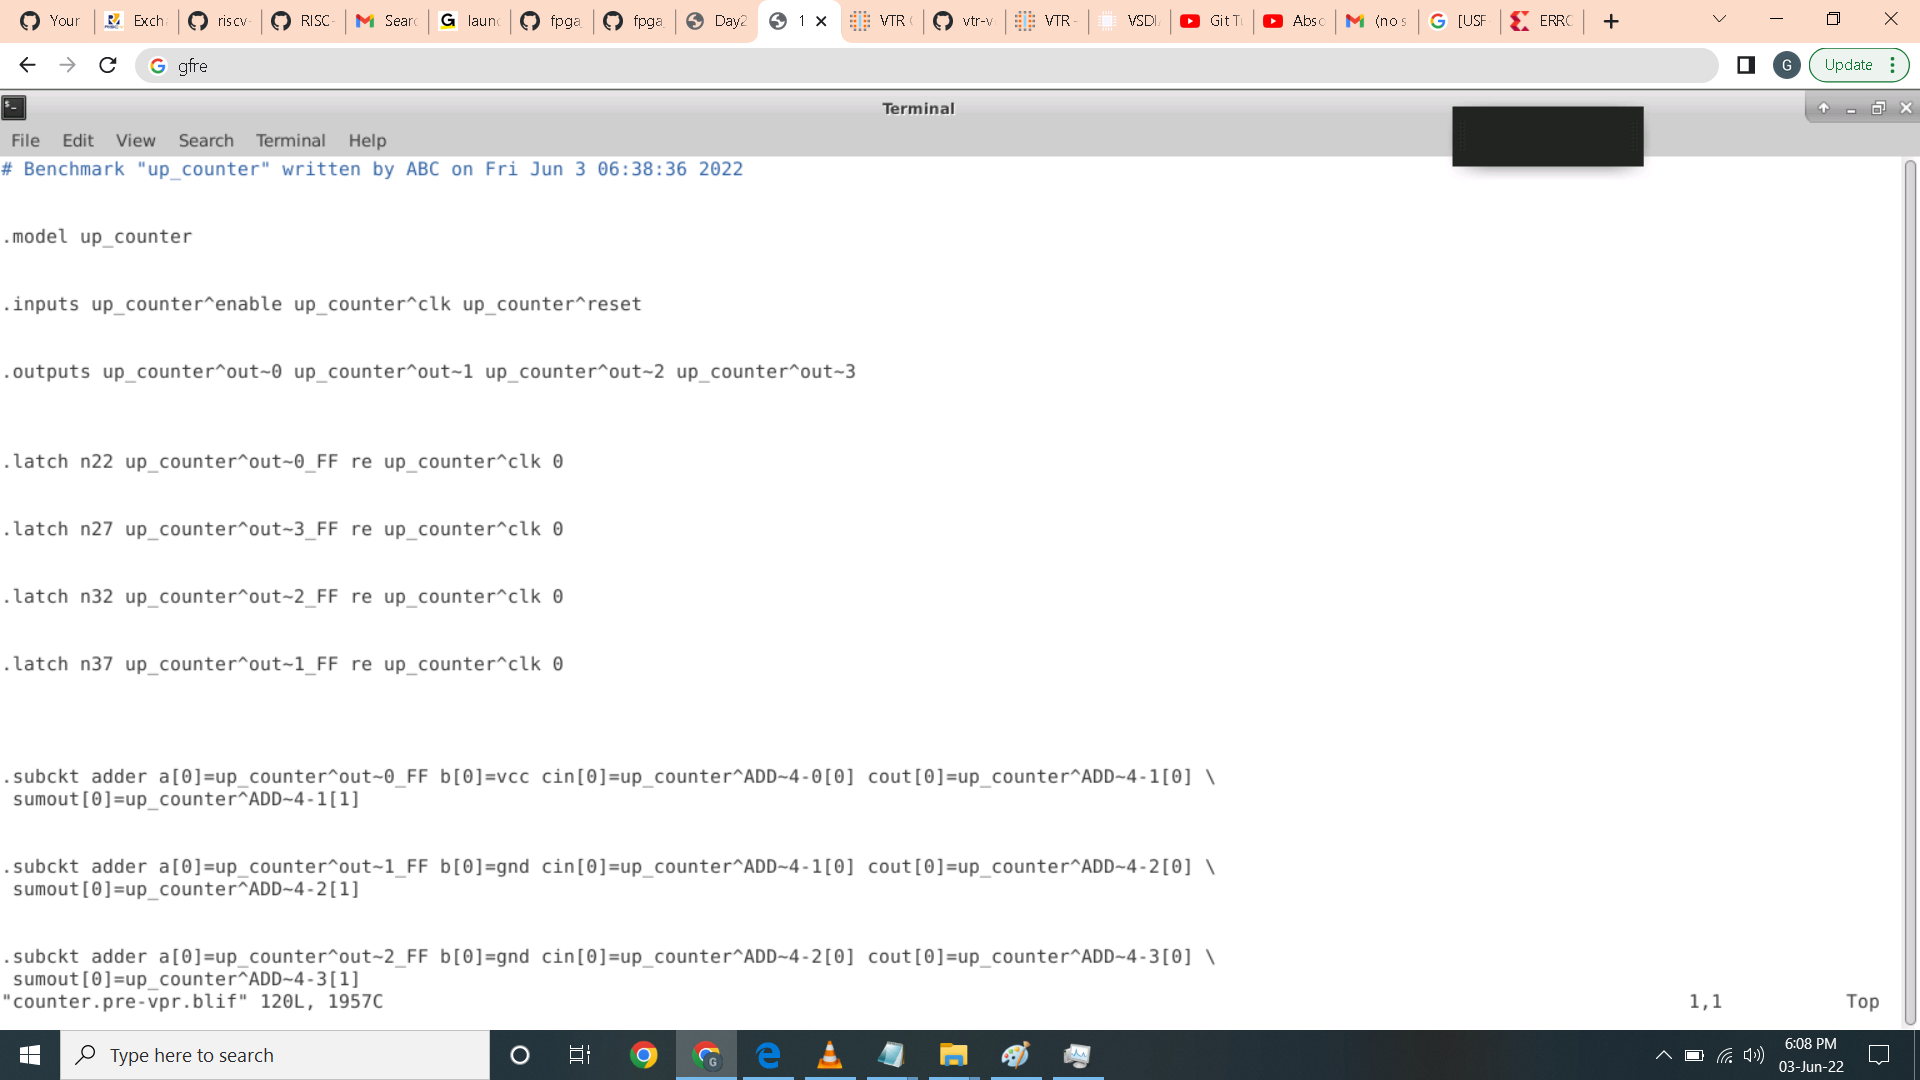 Your
Exch
riscv-
RISC-
Searc
laun
fpga
fpga
Day2
1
VTR
vtr-v
VTR -
VSDI
Git Tu
Abso
(no s
[USF
ERRO
gfre
G
Update
Terminal
File Edit View Search Terminal Help
# Benchmark "up_counter" written by ABC on Fri Jun 3 06:38:36 2022
.model up_counter
.inputs up_counter^enable up_counter^clk up_counter^reset
.outputs up_counter^out~0 up_counter^out~1 up_counter^out~2 up_counter^out~3
.latch n22 up_counter^out~0_FF re up_counter^clk 0
.latch n27 up_counter^out~3_FF re up_counter^clk 0
.latch n32 up_counter^out~2_FF re up_counter^clk 0
.latch n37 up_counter^out~1_FF re up_counter^clk 0
.subckt adder a[0]=up_counter^out~0_FF b[0]=vcc cin[0]=up_counter^ADD~4-0[0] cout[0]=up_counter^ADD~4-1[0] \
sumout[0]=up_counter^ADD~4-1[1]
.subckt adder a[0]=up_counter^out~1_FF b[0]=gnd cin[0]=up_counter^ADD~4-1[0] cout[0]=up_counter^ADD~4-2[0] \
sumout[0]=up_counter^ADD~4-2[1]
.subckt adder a[0]=up_counter^out~2_FF b[0]=gnd cin[0]=up_counter^ADD~4-2[0] cout[0]=up_counter^ADD~4-3[0] \
sumout[0]=up_counter^ADD~4-3[1]
"counter.pre-vpr.blif" 120L, 1957C 1,1 Top
Type here to search
6:08 PM
03-Jun-22